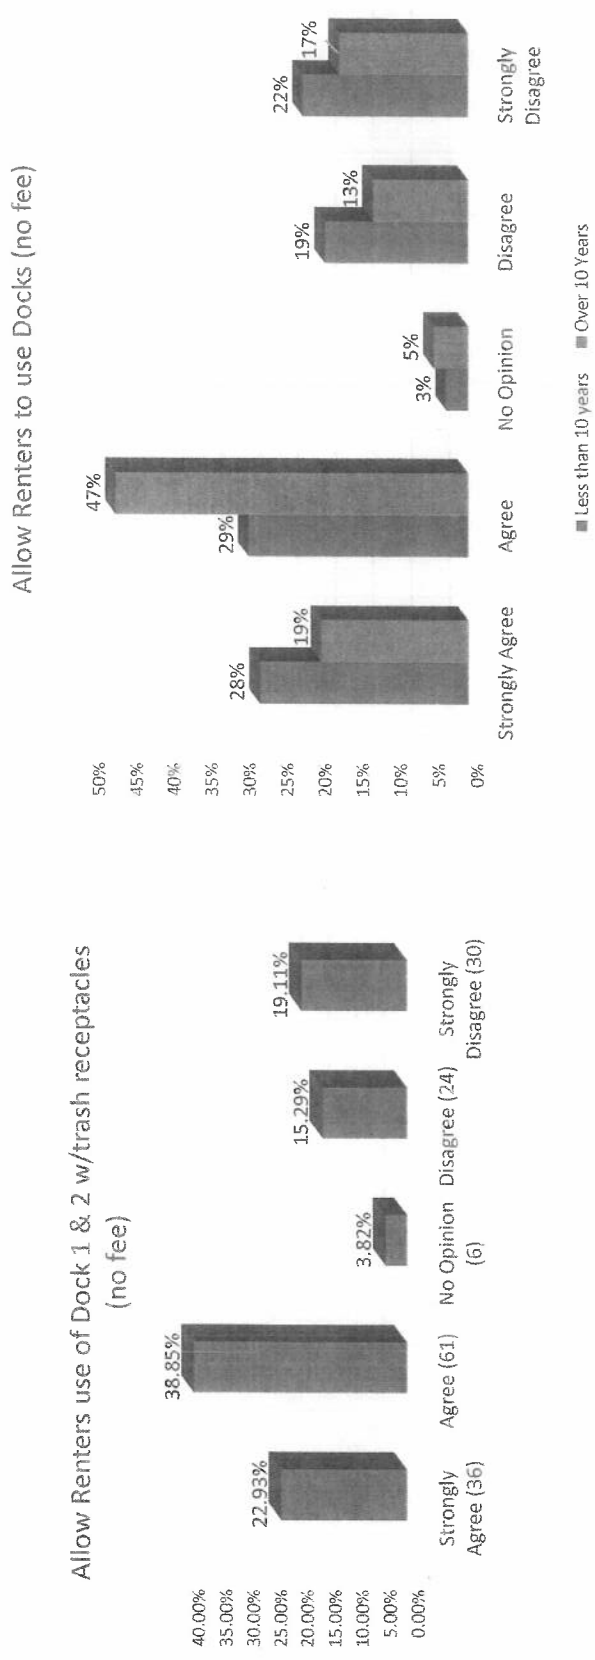 Allow Renters use of Dock 1 & 2 w/trash receptacles
(no fee)
40.00%
35.00%
30.00%
25.00%
20.00%
15.00%
10.00%
5.00%
0.00%
22.93%
38.85%
3.82%
15.29%
19.11%
Strongly
Agree (36)
Agree (61)
No Opinion
(6)
Disagree (24)
Strongly
Disagree (30)
Allow Renters to use Docks (no fee)
50%
45%
40%
35%
30%
25%
20%
15%
10%
5%
0%
28%
19%
29%
47%
3%
5%
19%
13%
22%
17%
Strongly Agree
Agree
No Opinion
Disagree
Strongly
Disagree
Less than 10 years
Over 10 Years